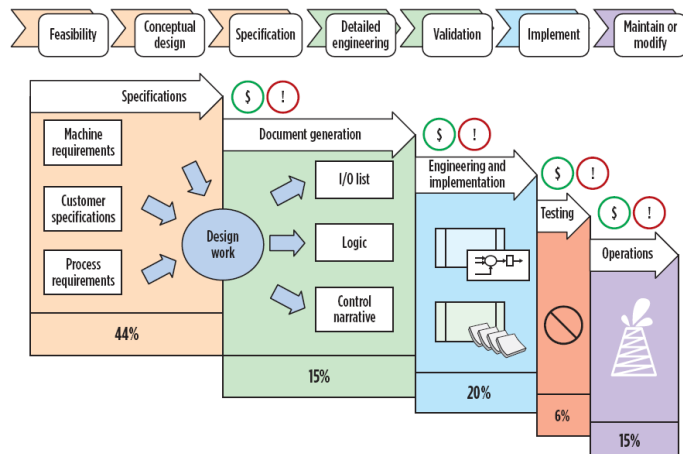 Feasibility
Conceptual
design
Specification
Detailed
engineering
Validation
Implement
Maintain or
modify
Specifications
$ !
Document generation
$ !
Engineering and
implementation
$ !
Testing
$ !
Operations
Machine
requirements
Customer
specifications
Process
requirements
Design
work
I/O list
Logic
Control
narrative
44%
15%
20%
6%
15%